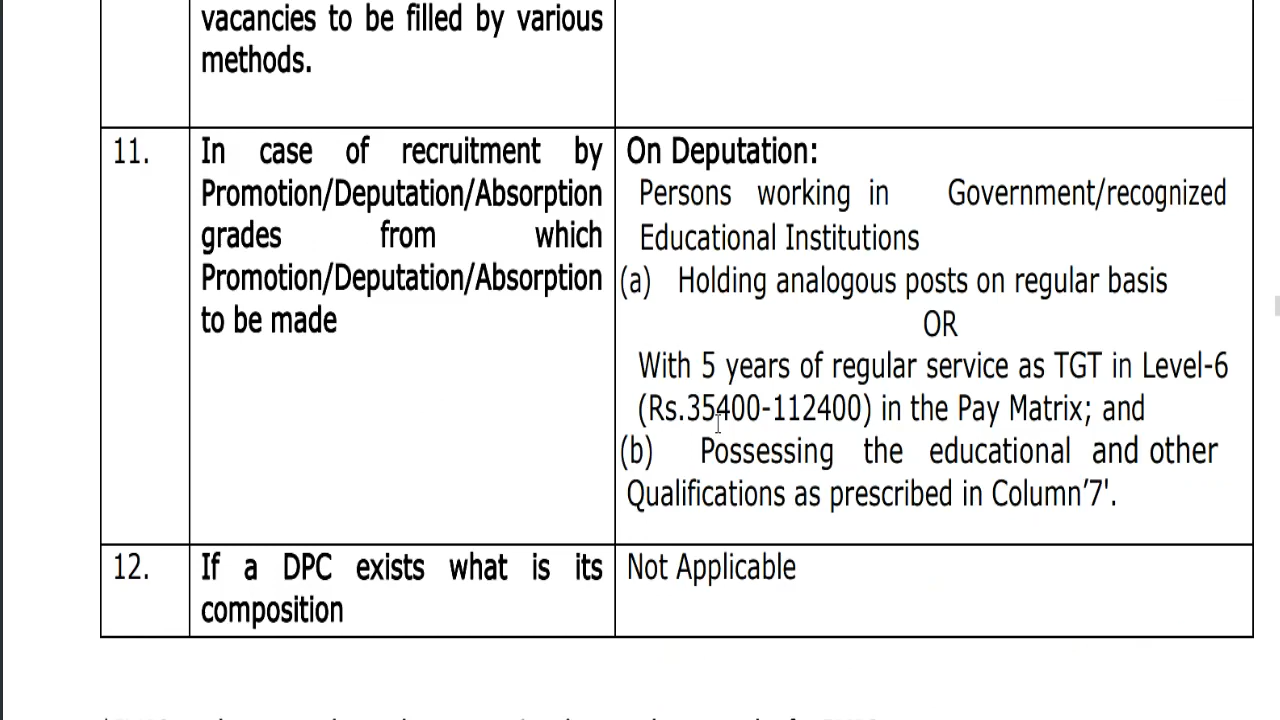 vacancies to be filled by various
methods.
11.
In case of recruitment by
Promotion/Deputation/Absorption
grades from which
Promotion/Deputation/Absorption
to be made
On Deputation:
Persons working in Government/recognized
Educational Institutions
(a) Holding analogous posts on regular basis
OR
With 5 years of regular service as TGT in Level-6
(Rs.35400-112400) in the Pay Matrix; and
(b) Possessing the educational and other
Qualifications as prescribed in Column'7'.
12.
If a DPC exists what is its
composition
Not Applicable